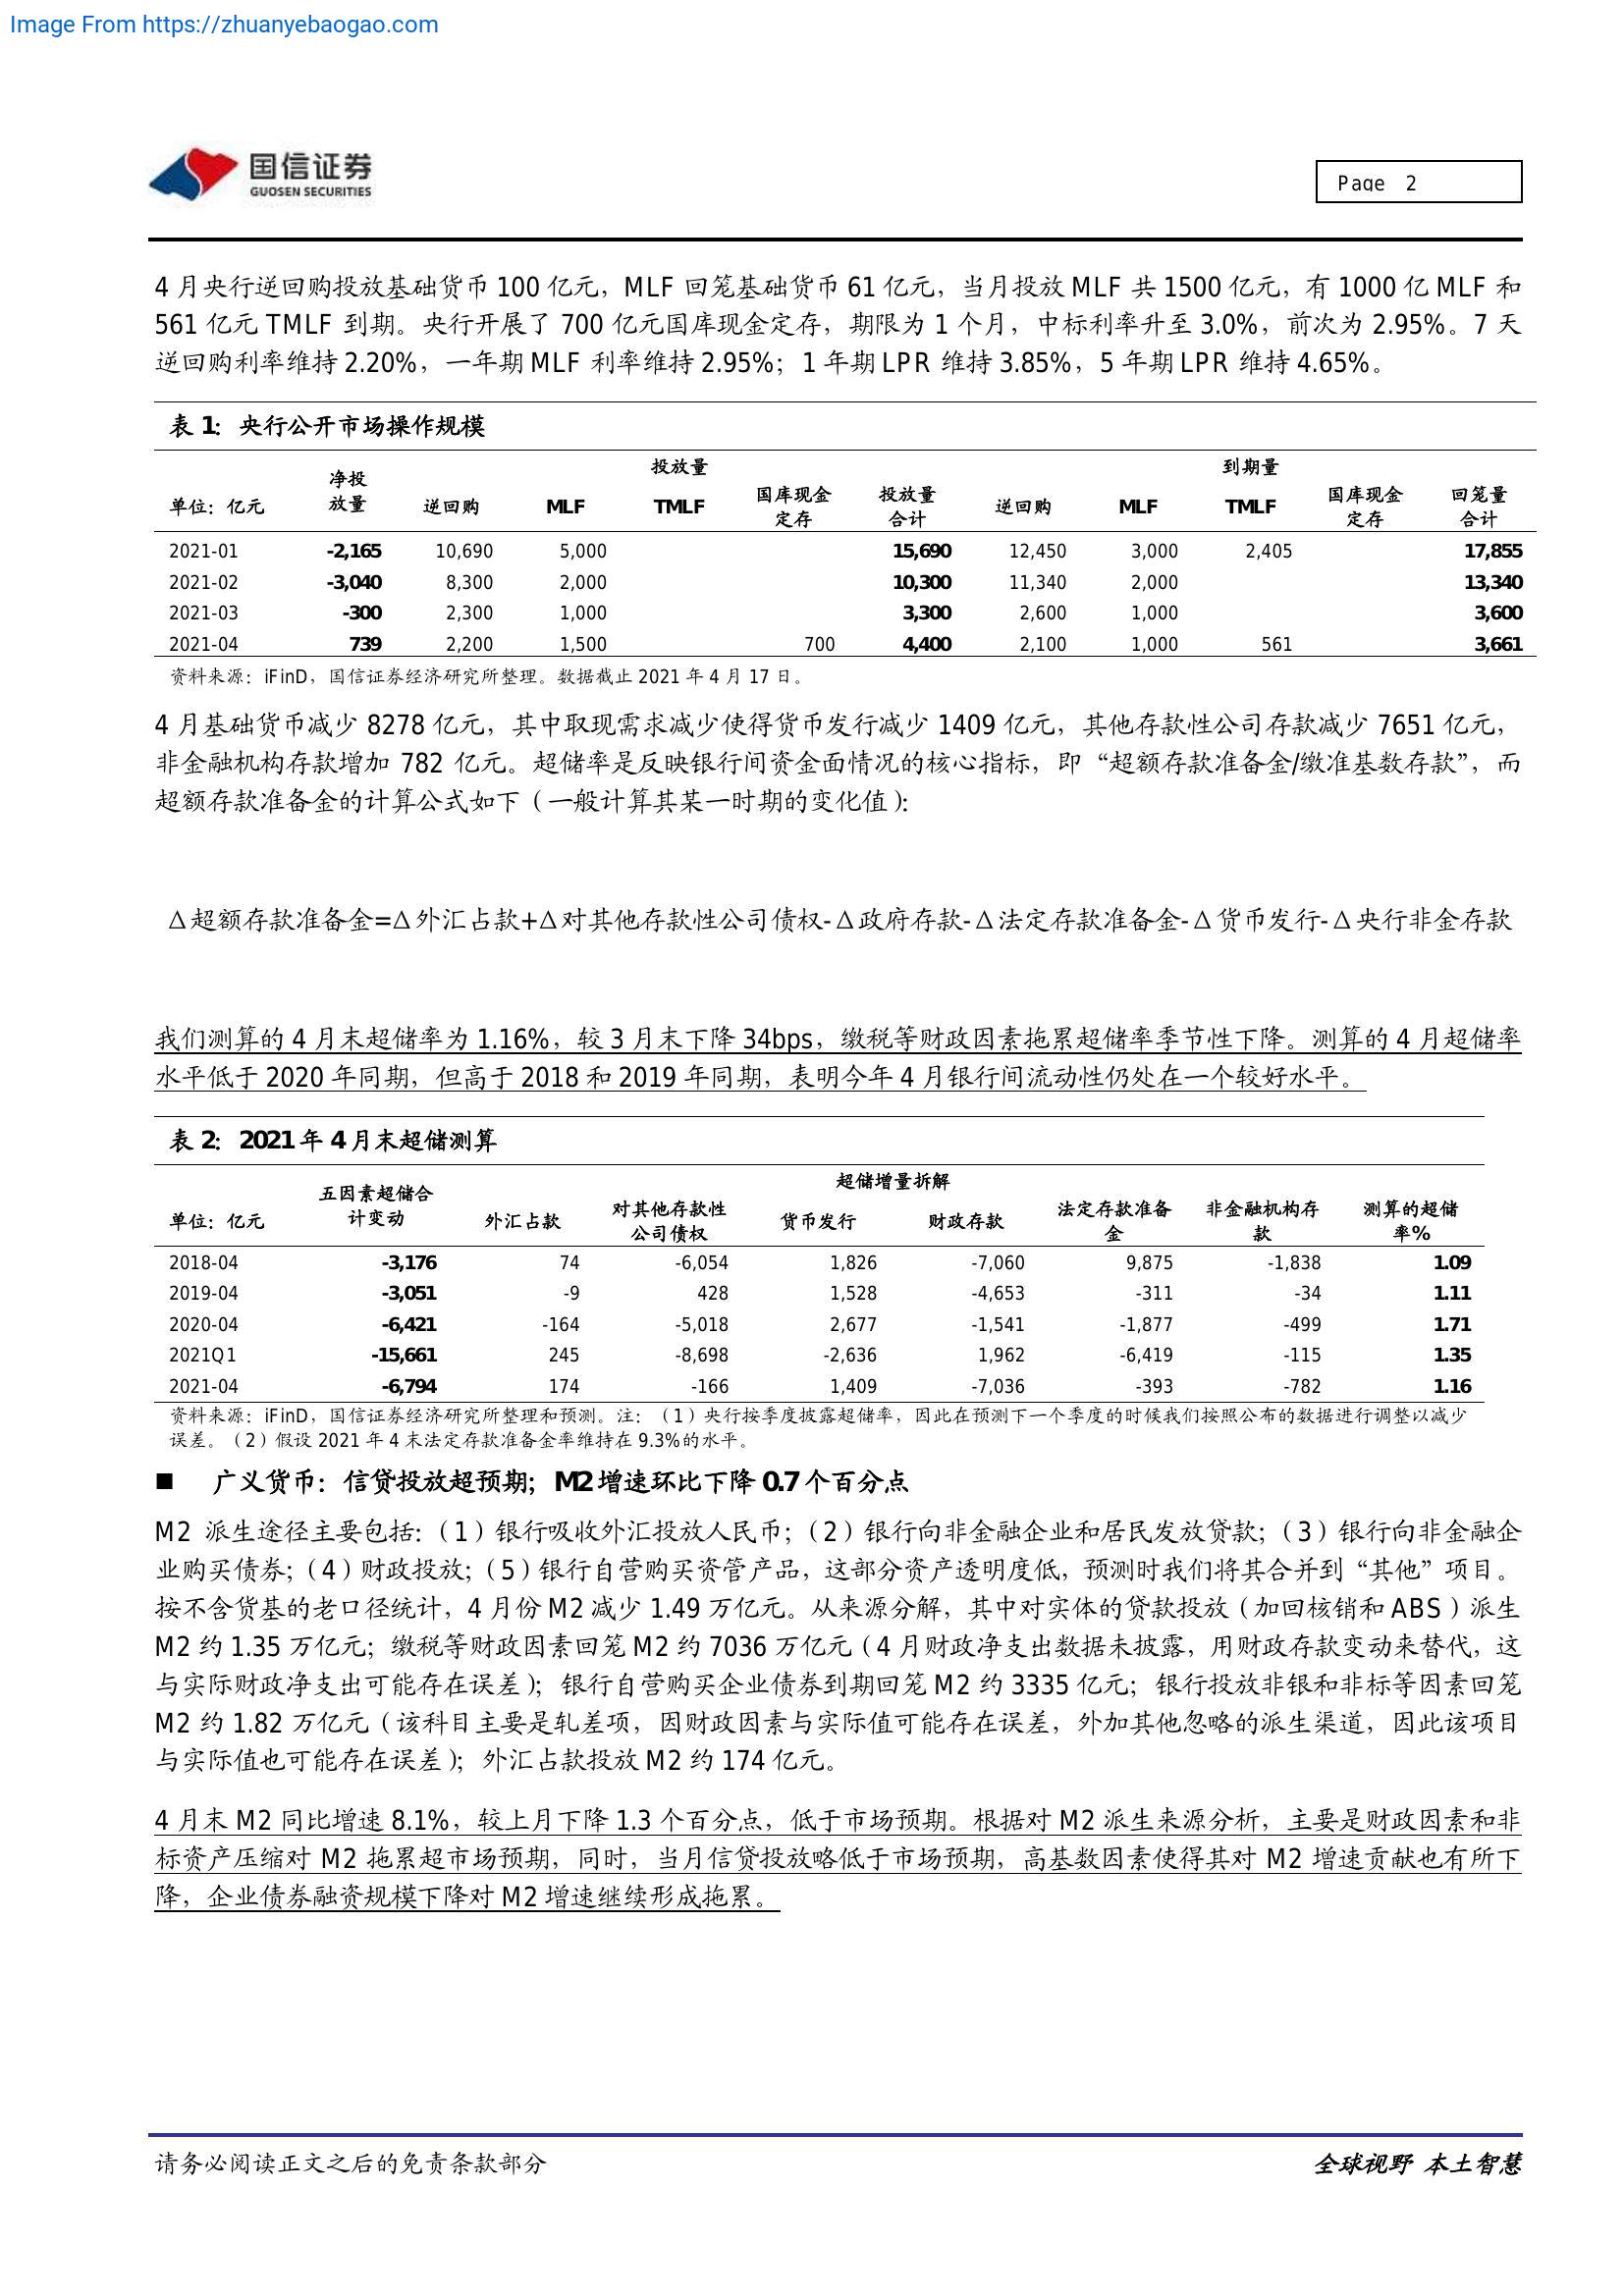 Image From https://zhuanyebaogao.com
国信证券
GUOSEN SECURITIES
Page 2
4 月央行逆回购投放基础货币 100 亿元，MLF 回笼基础货币 61 亿元，当月投放 MLF 共 1500 亿元，有 1000 亿 MLF 和
561 亿元 TMLF 到期。央行开展了 700 亿元国库现金定存，期限为 1 个月，中标利率升至 3.0%，前次为 2.95%。7 天
逆回购利率维持 2.20%，一年期 MLF 利率维持 2.95%；1 年期 LPR 维持 3.85%，5 年期 LPR 维持 4.65%。
表 1：央行公开市场操作规模
净投 投放量 到期量
单位：亿元 放量 逆回购 MLF TMLF 国库现金 投放量 逆回购 MLF TMLF 国库现金 回笼量
定存 合计 定存 合计
2021-01 -2,165 10,690 5,000 15,690 12,450 3,000 2,405 17,855
2021-02 -3,040 8,300 2,000 10,300 11,340 2,000 13,340
2021-03 -300 2,300 1,000 3,300 2,600 1,000 3,600
2021-04 739 2,200 1,500 700 4,400 2,100 1,000 561 3,661
资料来源：iFinD，国信证券经济研究所整理。数据截止 2021 年 4 月 17 日。
4 月基础货币减少 8278 亿元，其中取现需求减少使得货币发行减少 1409 亿元，其他存款性公司存款减少 7651 亿元，
非金融机构存款增加 782 亿元。超储率是反映银行间资金面情况的核心指标，即“超额存款准备金/缴准基数存款”，而
超额存款准备金的计算公式如下（一般计算其某一时期的变化值）：
Δ超额存款准备金=Δ外汇占款+Δ对其他存款性公司债权-Δ政府存款-Δ法定存款准备金-Δ货币发行-Δ央行非金存款
我们测算的 4 月末超储率为 1.16%，较 3 月末下降 34bps，缴税等财政因素拖累超储率季节性下降。测算的 4 月超储率
水平低于 2020 年同期，但高于 2018 和 2019 年同期，表明今年 4 月银行间流动性仍处在一个较好水平。
表 2：2021 年 4 月末超储测算
五因素超储合 超储增量拆解
单位：亿元 计变动 外汇占款 对其他存款性 货币发行 财政存款 法定存款准备 非金融机构存 测算的超储
公司债权 金 款 率%
2018-04 -3,176 74 -6,054 1,826 -7,060 9,875 -1,838 1.09
2019-04 -3,051 -9 428 1,528 -4,653 -311 -34 1.11
2020-04 -6,421 -164 -5,018 2,677 -1,541 -1,877 -499 1.71
2021Q1 -15,661 245 -8,698 -2,636 1,962 -6,419 -115 1.35
2021-04 -6,794 174 -166 1,409 -7,036 -393 -782 1.16
资料来源：iFinD，国信证券经济研究所整理和预测。注：（1）央行按季度披露超储率，因此在预测下一个季度的时候我们按照公布的数据进行调整以减少
误差。（2）假设 2021 年 4 末法定存款准备金率维持在 9.3%的水平。
■ 广义货币：信贷投放超预期；M2 增速环比下降 0.7 个百分点
M2 派生途径主要包括：（1）银行吸收外汇投放人民币；（2）银行向非金融企业和居民发放贷款；（3）银行向非金融企
业购买债券；（4）财政投放；（5）银行自营购买资管产品，这部分资产透明度低，预测时我们将其合并到“其他”项目。
按不含货基的老口径统计，4 月份 M2 减少 1.49 万亿元。从来源分解，其中对实体的贷款投放（加回核销和 ABS）派生
M2 约 1.35 万亿元；缴税等财政因素回笼 M2 约 7036 万亿元（4 月财政净支出数据未披露，用财政存款变动来替代，这
与实际财政净支出可能存在误差）；银行自营购买企业债券到期回笼 M2 约 3335 亿元；银行投放非银和非标等因素回笼
M2 约 1.82 万亿元（该科目主要是轧差项，因财政因素与实际值可能存在误差，外加其他忽略的派生渠道，因此该项目
与实际值也可能存在误差）；外汇占款投放 M2 约 174 亿元。
4 月末 M2 同比增速 8.1%，较上月下降 1.3 个百分点，低于市场预期。根据对 M2 派生来源分析，主要是财政因素和非
标资产压缩对 M2 拖累超市场预期，同时，当月信贷投放略低于市场预期，高基数因素使得其对 M2 增速贡献也有所下
降，企业债券融资规模下降对 M2 增速继续形成拖累。
请务必阅读正文之后的免责条款部分
全球视野 本土智慧